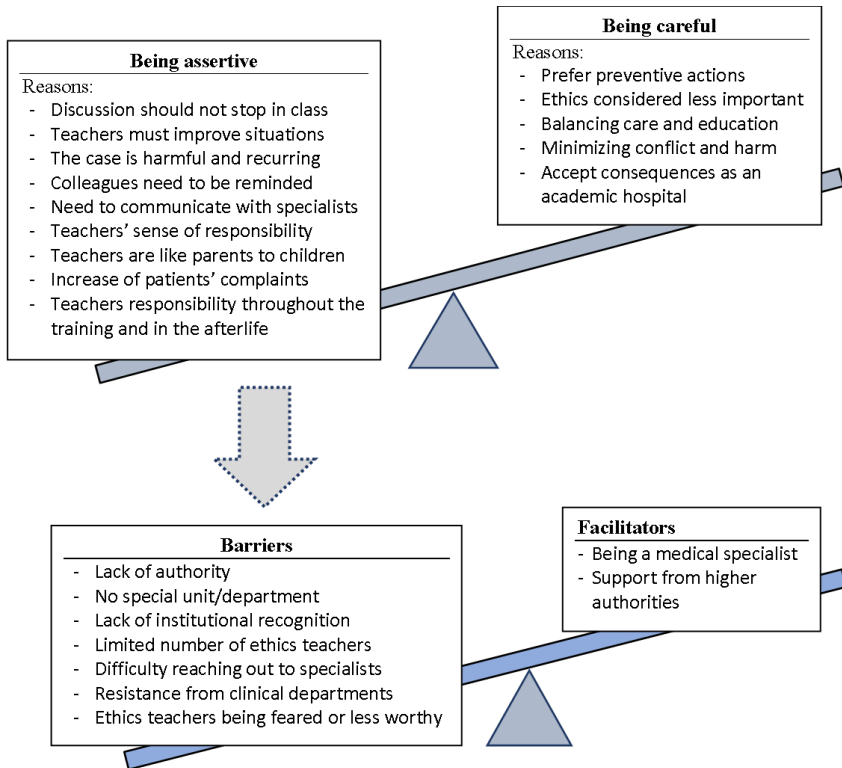 Being assertive
Reasons:
- Discussion should not stop in class
- Teachers must improve situations
- The case is harmful and recurring
- Colleagues need to be reminded
- Need to communicate with specialists
- Teachers' sense of responsibility
- Teachers are like parents to children
- Increase of patients' complaints
- Teachers responsibility throughout the
training and in the afterlife
Being careful
Reasons:
- Prefer preventive actions
- Ethics considered less important
- Balancing care and education
- Minimizing conflict and harm
- Accept consequences as an
academic hospital
Barriers
- Lack of authority
- No special unit/department
- Lack of institutional recognition
- Limited number of ethics teachers
- Difficulty reaching out to specialists
- Resistance from clinical departments
- Ethics teachers being feared or less worthy
Facilitators
- Being a medical specialist
- Support from higher
authorities